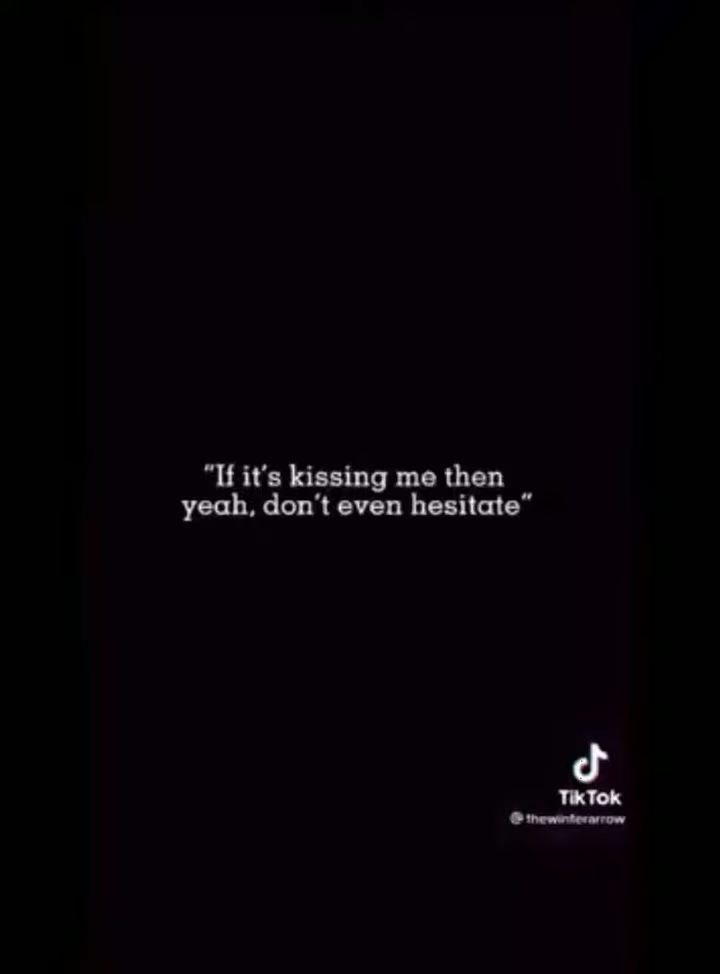 "If it's kissing me then
yeah, don't even hesitate"
TikTok
@thewinterarrow